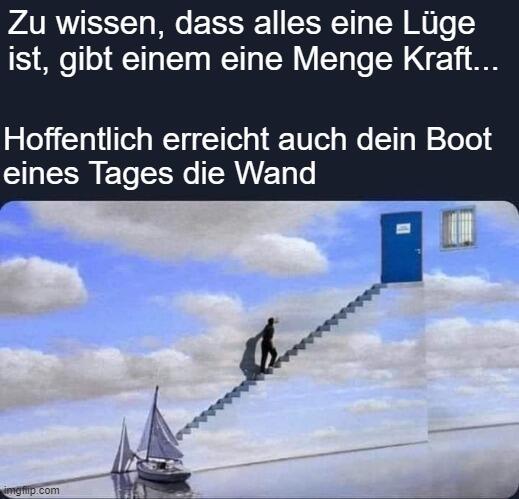 Zu wissen, dass alles eine Lüge
ist, gibt einem eine Menge Kraft...
Hoffentlich erreicht auch dein Boot
eines Tages die Wand
imgflip.com